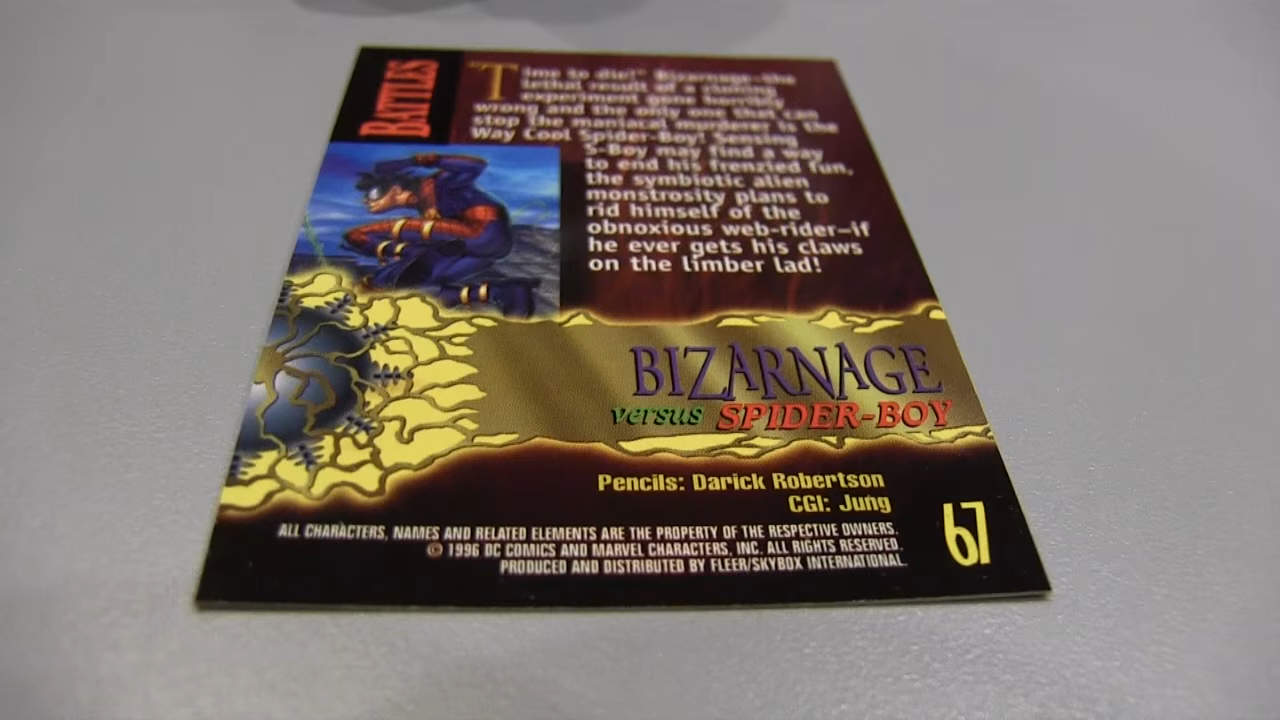 BATTLES
"Time to die!" Bizarnage—the
lethal result of a cloning
experiment gone horribly
wrong and the only one that can
stop the maniacal murderer is the
Way Cool Spider-Boy! Sensing
S-Boy may find a way
to end his frenzied fun,
the symbiotic alien
monstrosity plans to
rid himself of the
obnoxious web-rider—if
he ever gets his claws
on the limber lad!
BIZARNAGE
versus SPIDER-BOY
Pencils: Darick Robertson
CGI: Jung
ALL CHARACTERS, NAMES AND RELATED ELEMENTS ARE THE PROPERTY OF THE RESPECTIVE OWNERS.
© 1996 DC COMICS AND MARVEL CHARACTERS, INC. ALL RIGHTS RESERVED.
PRODUCED AND DISTRIBUTED BY FLEER/SKYBOX INTERNATIONAL.
67